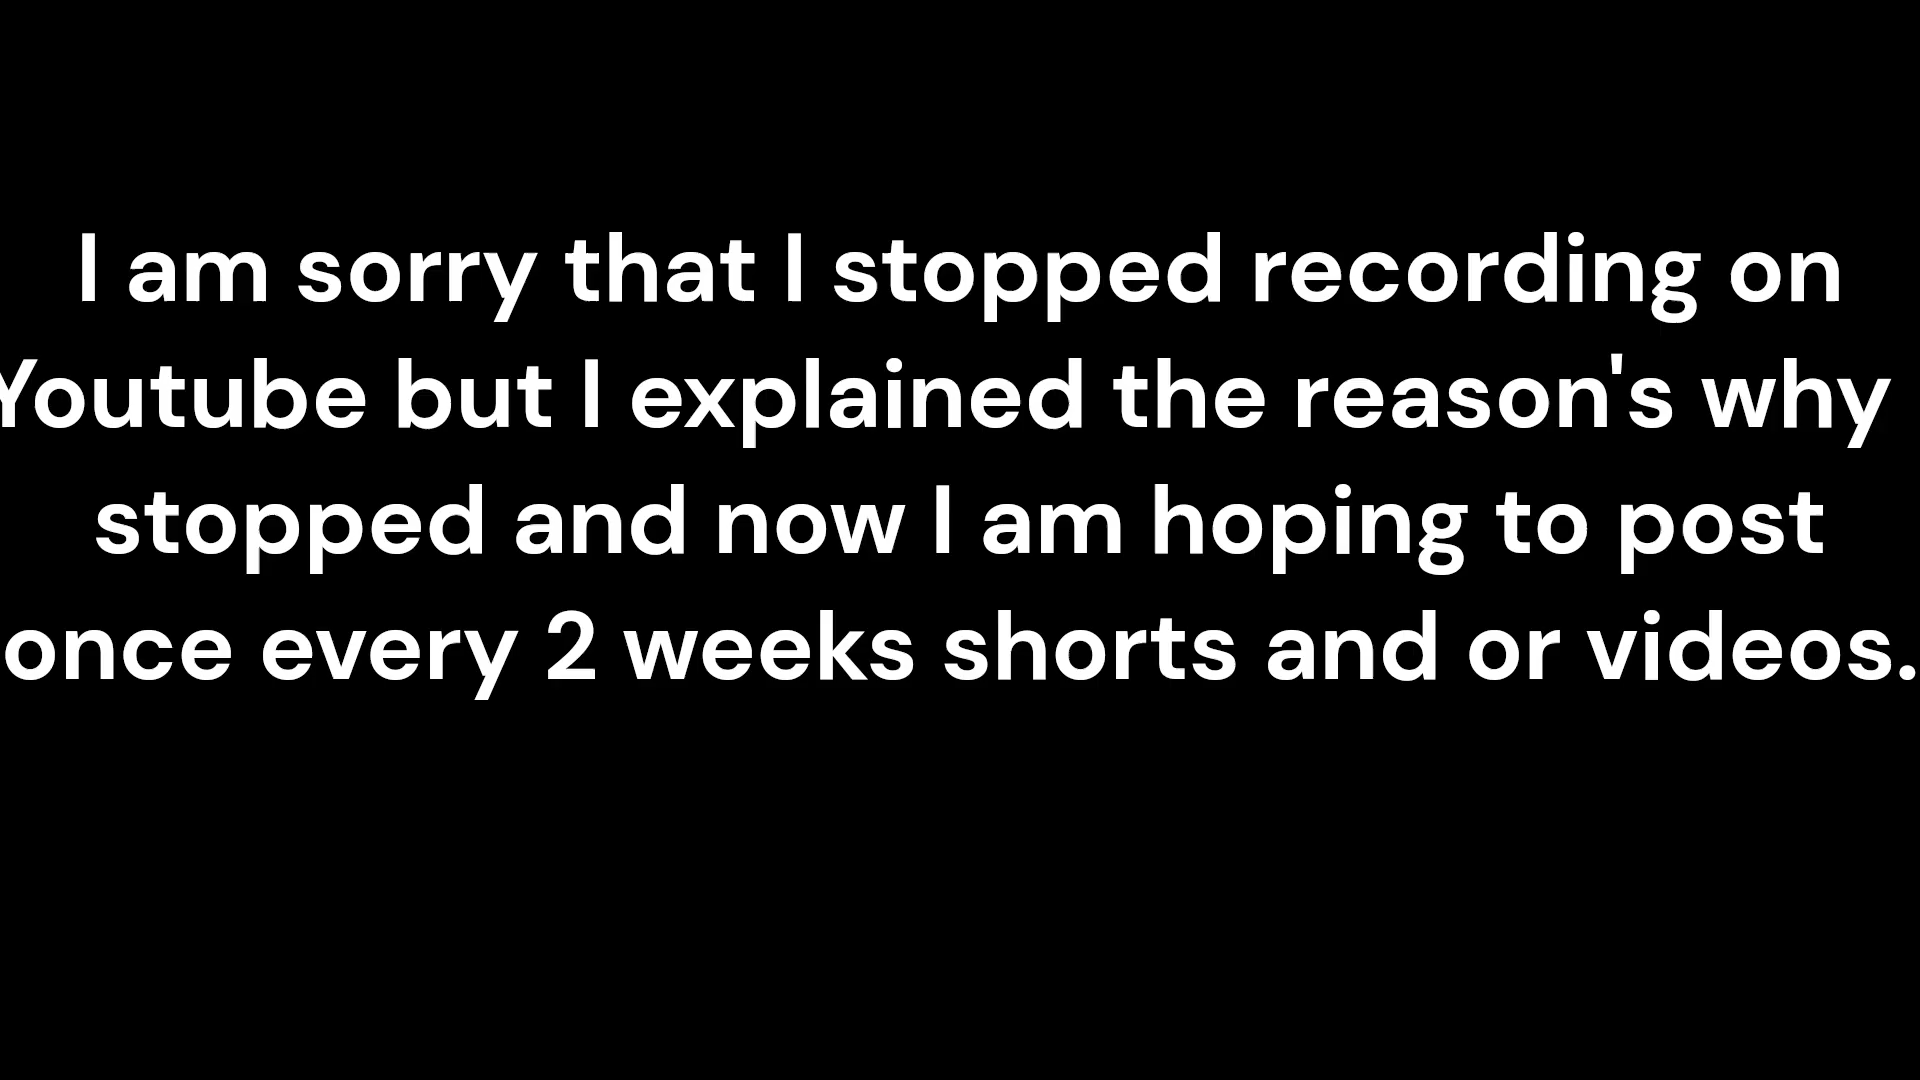 I am sorry that I stopped recording on
Youtube but I explained the reason's why
stopped and now I am hoping to post
once every 2 weeks shorts and or videos.